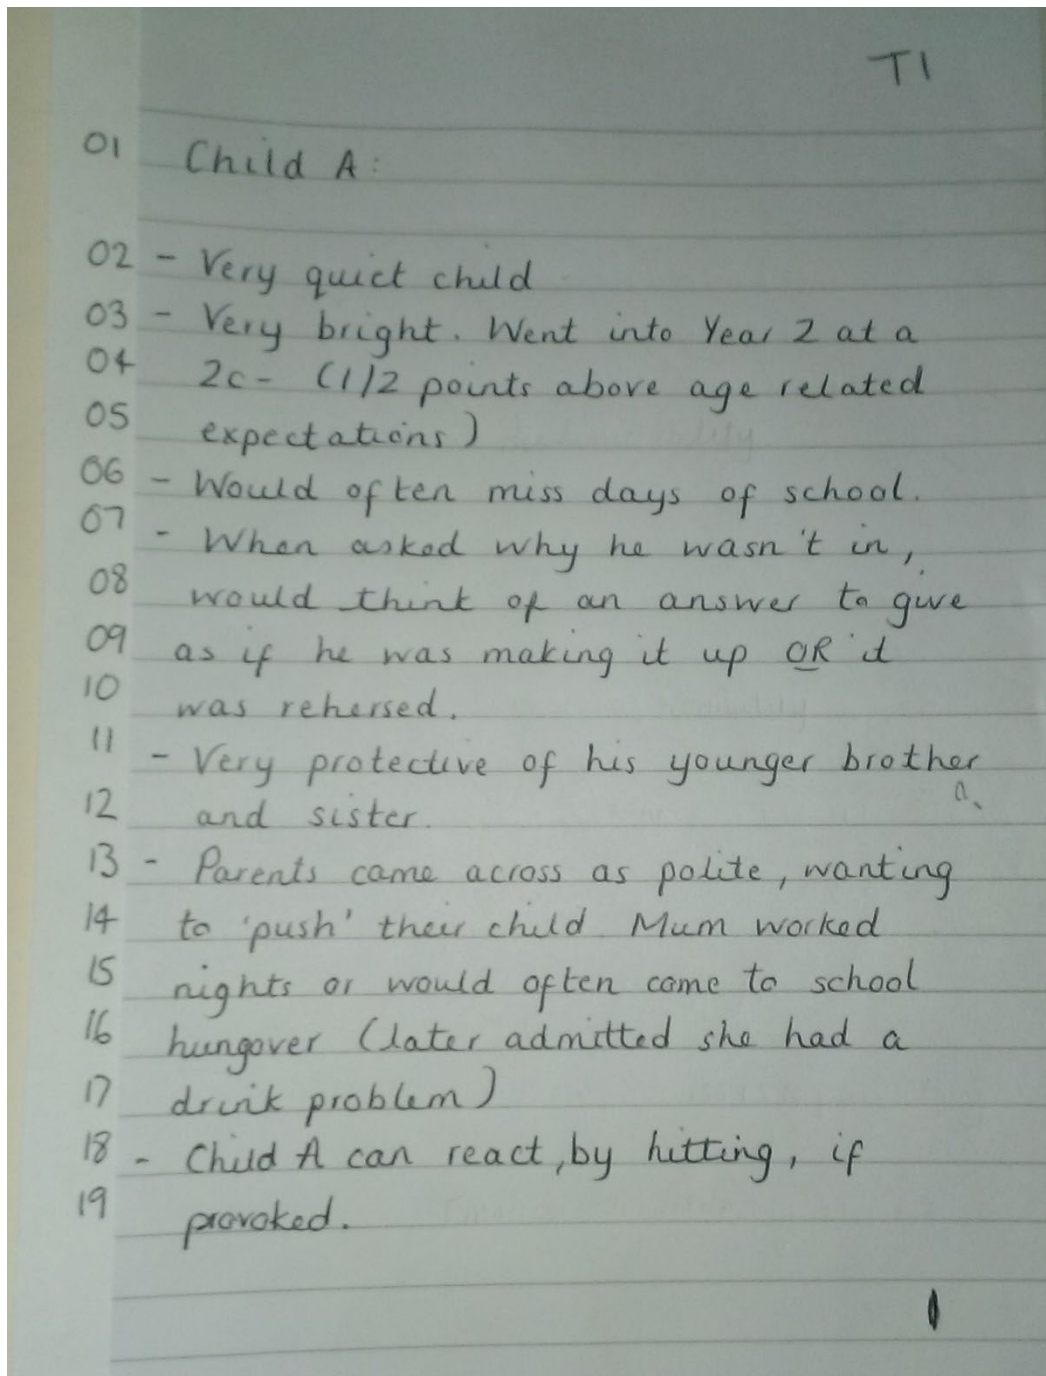 T1
01 Child A:
02 - Very quiet child
03 - Very bright. Went into Year 2 at a
04 2c - (1/2 points above age related
05 expectations)
06 - Would often miss days of school.
07 - When asked why he wasn't in,
08 would think of an answer to give
09 as if he was making it up OR it
10 was rehersed.
11 - Very protective of his younger brother
12 and sister.
13 - Parents came across as polite, wanting
14 to 'push' their child Mum worked
15 nights or would often come to school
16 hungover (later admitted she had a
17 drink problem)
18 - Child A can react, by hitting, if
19 provoked.